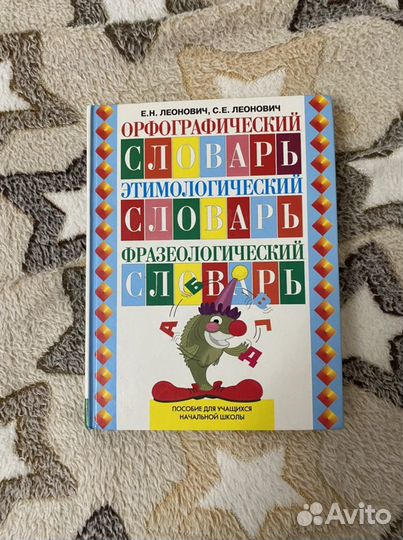 Е.Н. ЛЕОНОВИЧ, С.Е. ЛЕОНОВИЧ
ОРФОГРАФИЧЕСКИЙ
СЛОВАРЬ
ЭТИМОЛОГИЧЕСКИЙ
СЛОВАРЬ
ФРАЗЕОЛОГИЧЕСКИЙ
СЛОВАРЬ
А Б В Г Д
ПОСОБИЕ ДЛЯ УЧАЩИХСЯ
НАЧАЛЬНОЙ ШКОЛЫ
Avito